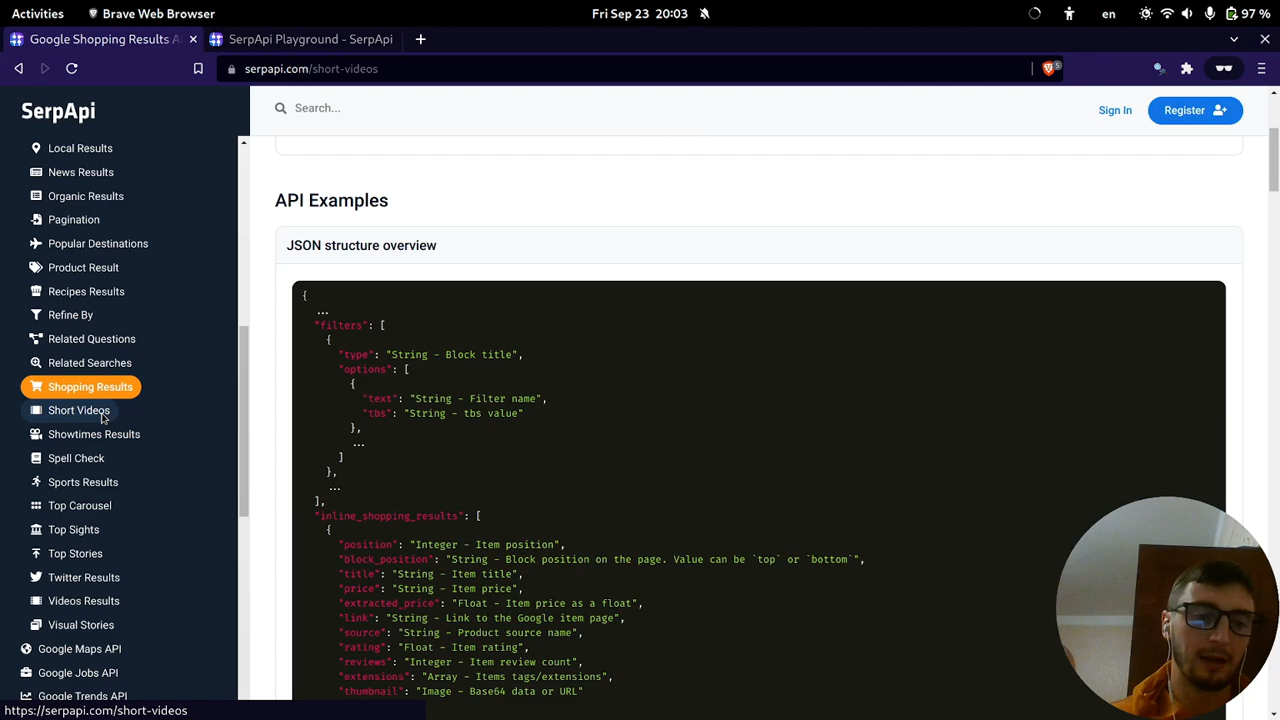 Activities
Brave Web Browser
Fri Sep 23 20:03
en
97 %
Google Shopping Results A
SerpApi Playground - SerpApi
serpapi.com/short-videos
5
SerpApi
Search...
Sign In
Register
Local Results
News Results
Organic Results
Pagination
Popular Destinations
Product Result
Recipes Results
Refine By
Related Questions
Related Searches
Shopping Results
Short Videos
Showtimes Results
Spell Check
Sports Results
Top Carousel
Top Sights
Top Stories
Twitter Results
Videos Results
Visual Stories
Google Maps API
Google Jobs API
Google Trends API
https://serpapi.com/short-videos
API Examples
JSON structure overview
{
...
"filters": [
{
"type": "String - Block title",
"options": [
{
"text": "String - Filter name",
"tbs": "String - tbs value"
},
...
]
},
...
],
"inline_shopping_results": [
{
"position": "Integer - Item position",
"block_position": "String - Block position on the page. Value can be `top` or `bottom`",
"title": "String - Item title",
"price": "String - Item price",
"extracted_price": "Float - Item price as a float",
"link": "String - Link to the Google item page",
"source": "String - Product source name",
"rating": "Float - Item rating",
"reviews": "Integer - Item review count",
"extensions": "Array - Items tags/extensions",
"thumbnail": "Image - Base64 data or URL"